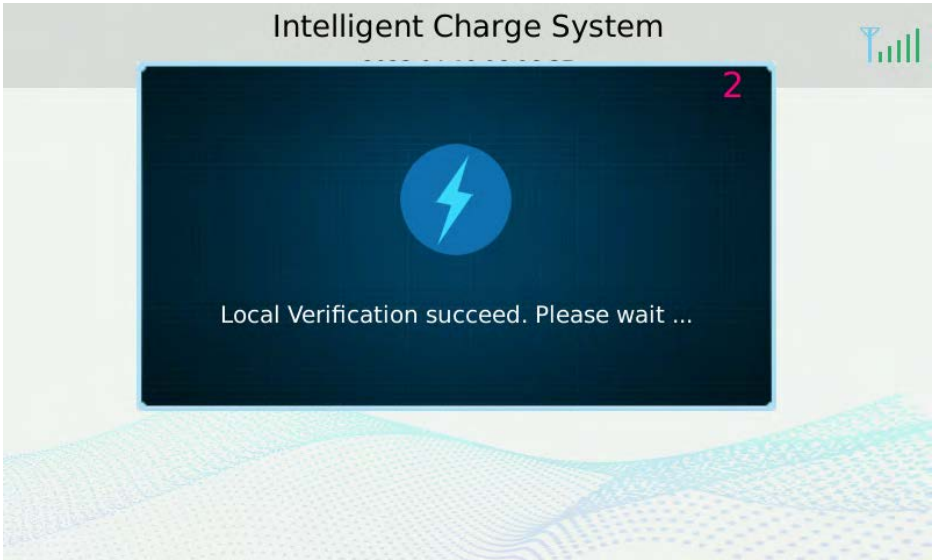 Intelligent Charge System
2
Local Verification succeed. Please wait ...